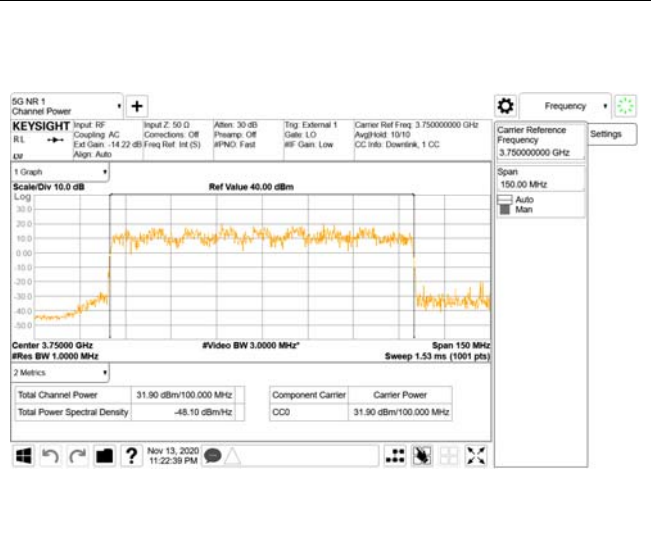 5G NR 1
Channel Power
KEYSIGHT
RL
Input: RF
Coupling: AC
Ext Gain: -14.22 dB
Align: Auto
Input Z: 50 Ω
Corrections: Off
Freq Ref: Int (S)
Atten: 30 dB
Preamp: Off
#PNO: Fast
Trig: External 1
Gate: LO
#IF Gain: Low
Carrier Ref Freq: 3.750000000 GHz
Avg|Hold: 10/10
CC Info: Downlink, 1 CC
1 Graph
Scale/Div 10.0 dB
Ref Value 40.00 dBm
Log
30.0
20.0
10.0
0.00
-10.0
-20.0
-30.0
-40.0
-50.0
Center 3.75000 GHz
#Video BW 3.0000 MHz*
Span 150 MHz
#Res BW 1.0000 MHz
Sweep 1.53 ms (1001 pts)
2 Metrics
Total Channel Power 31.90 dBm/100.000 MHz
Total Power Spectral Density -48.10 dBm/Hz
Component Carrier Carrier Power
CC0 31.90 dBm/100.000 MHz
?
Nov 13, 2020
11:22:39 PM
Frequency
Carrier Reference
Frequency
3.750000000 GHz
Settings
Span
150.00 MHz
Auto
Man